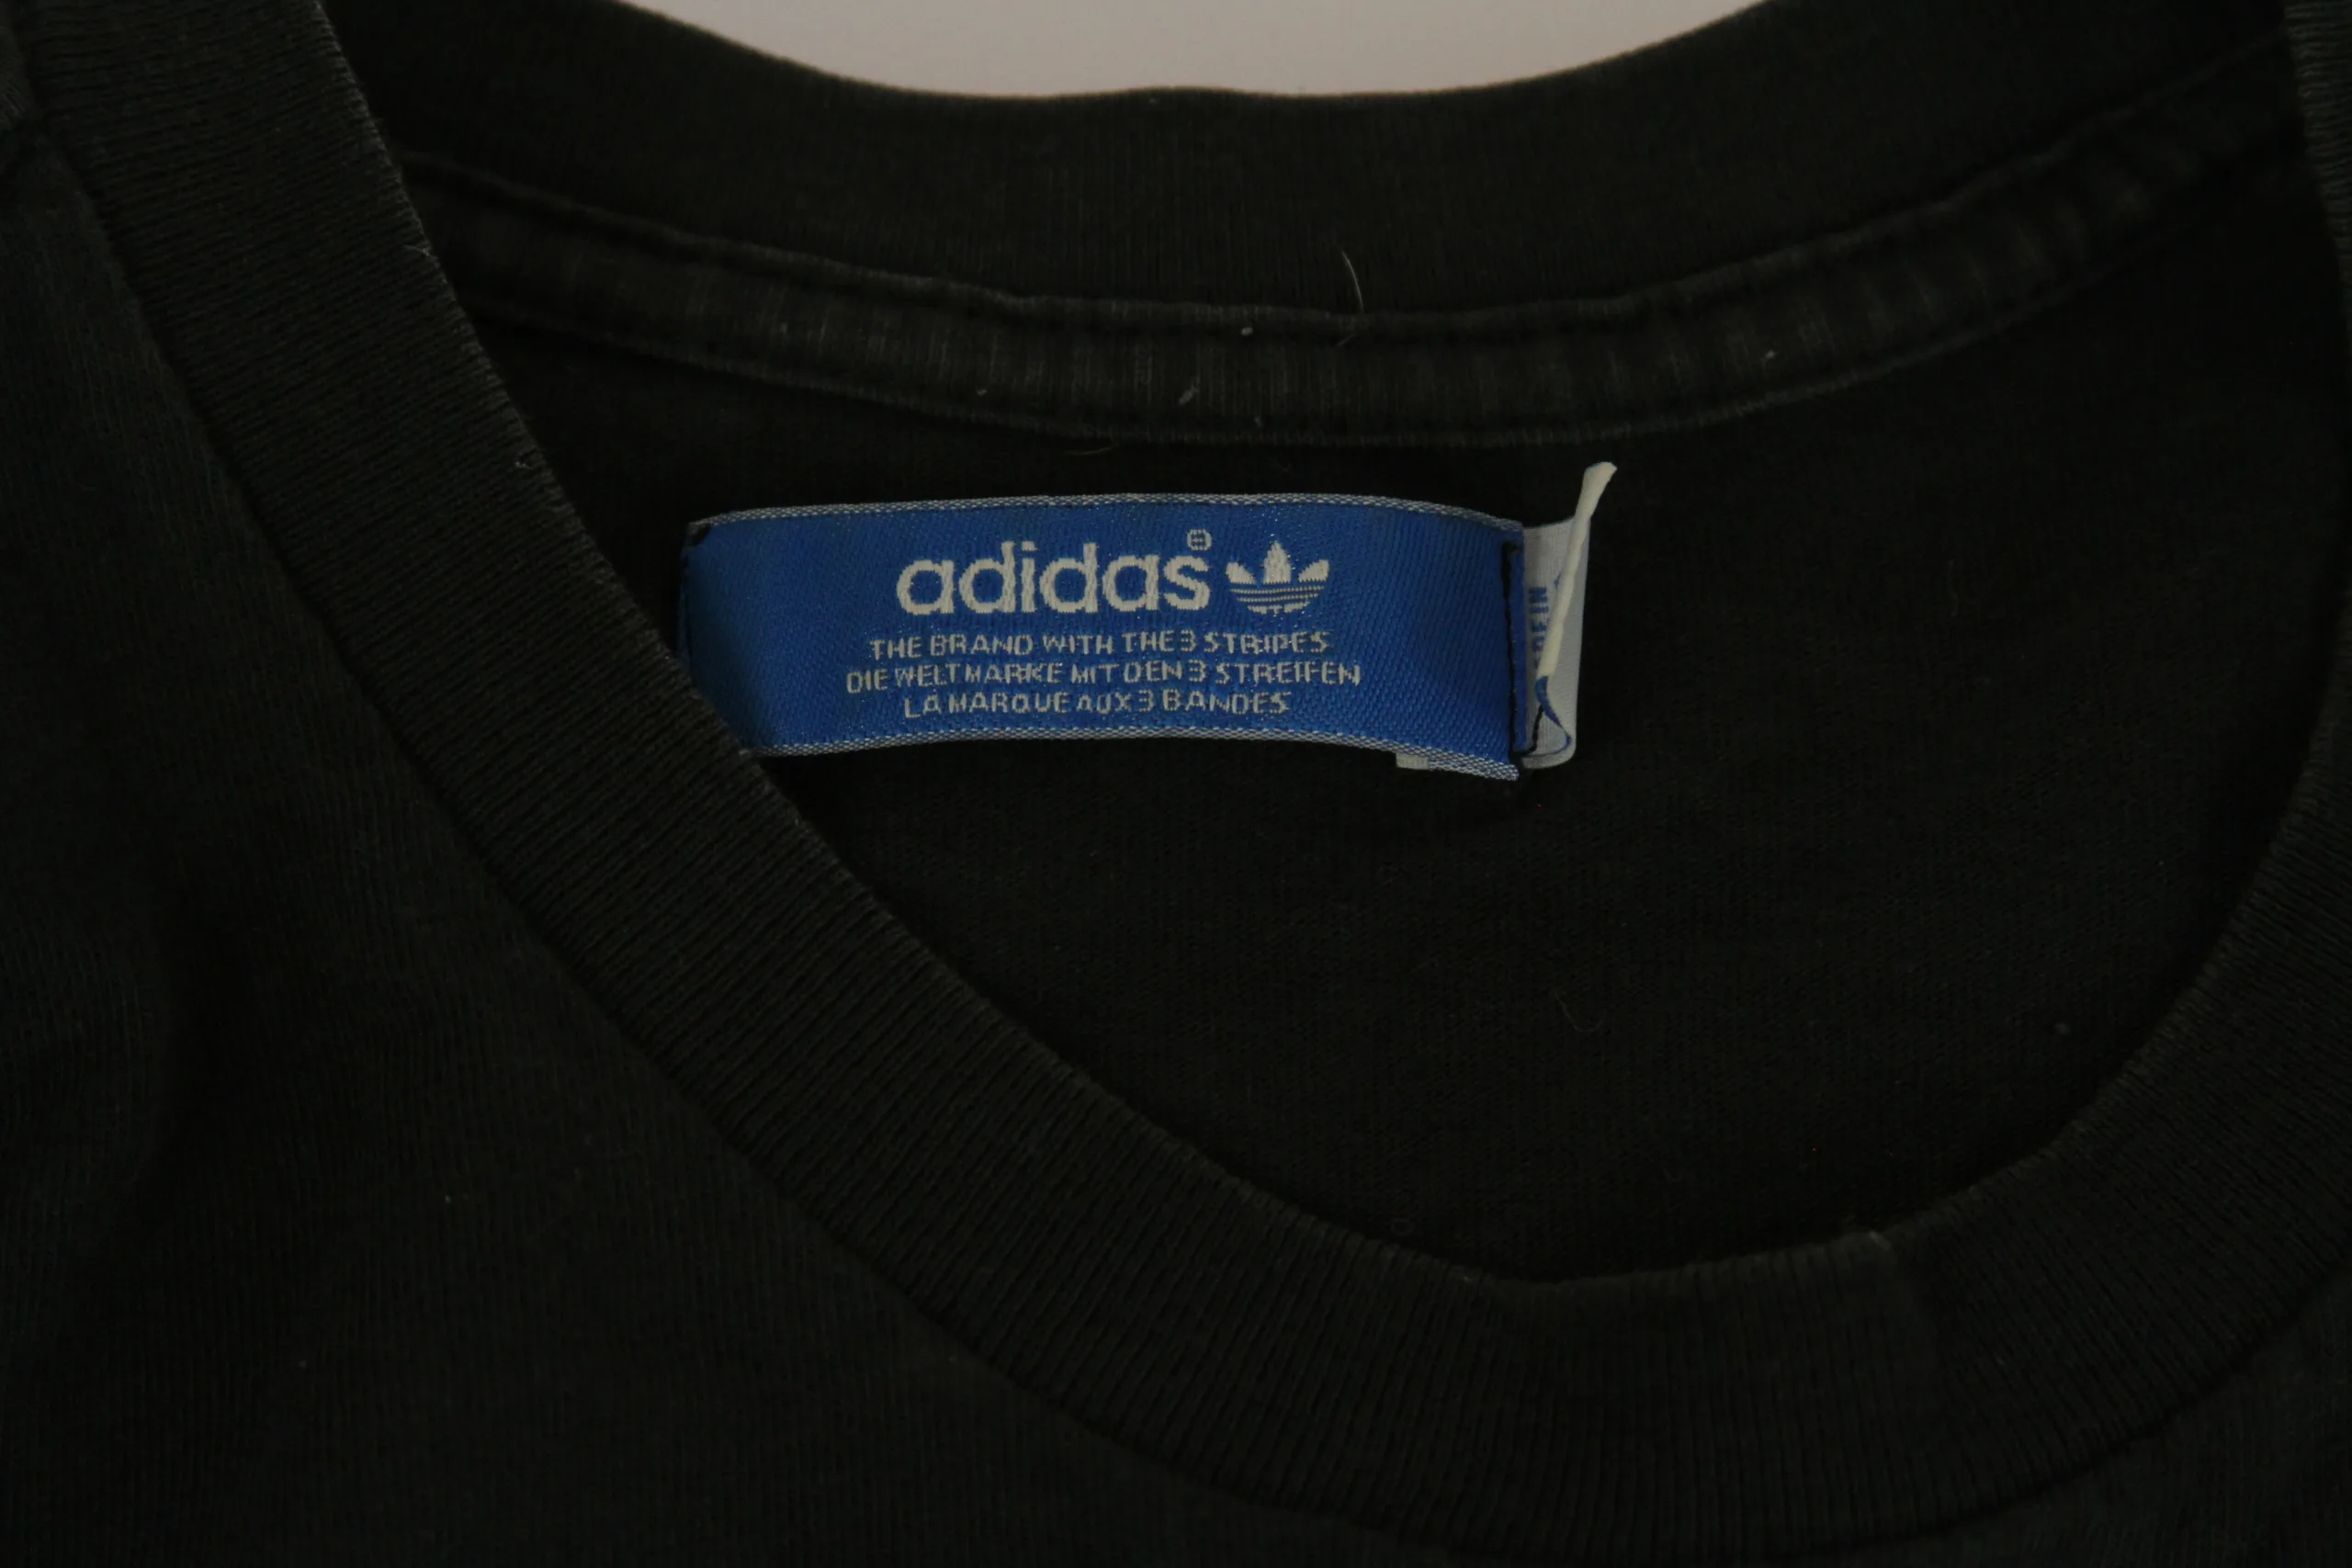 adidas®
THE BRAND WITH THE 3 STRIPES
DIE WELTMARKE MIT DEN 3 STREIFEN
LA MARQUE AUX 3 BANDES